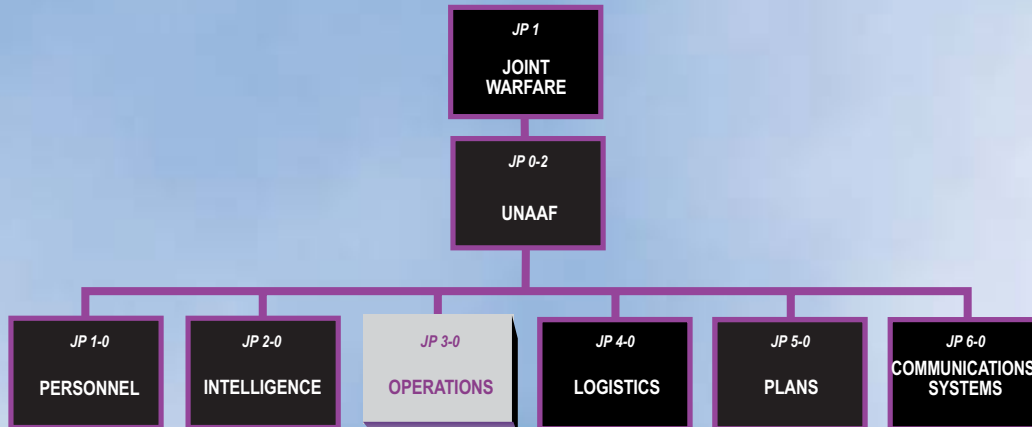 JP 1
JOINT
WARFARE
JP 0-2
UNAAF
JP 1-0
PERSONNEL
JP 2-0
INTELLIGENCE
JP 3-0
OPERATIONS
JP 4-0
LOGISTICS
JP 5-0
PLANS
JP 6-0
COMMUNICATIONS
SYSTEMS